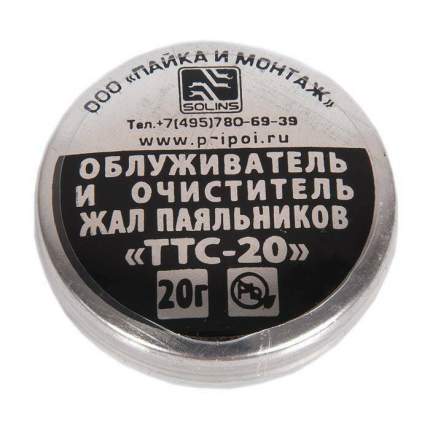 ООО «ПАЙКА И МОНТАЖ»
SOLINS
Тел.+7(495)780-69-39
www.p-ipoi.ru
ОБЛУЖИВАТЕЛЬ
И ОЧИСТИТЕЛЬ
ЖАЛ ПАЯЛЬНИКОВ
«ТТС-20»
20г Pb